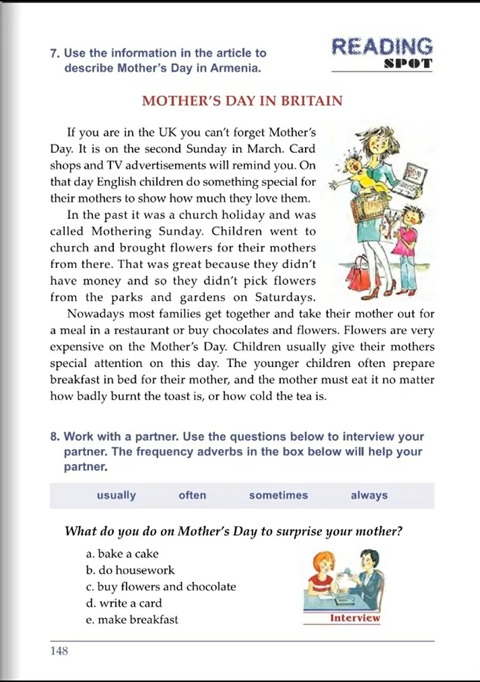 READING
SPOT
7. Use the information in the article to
describe Mother's Day in Armenia.
MOTHER'S DAY IN BRITAIN
If you are in the UK you can't forget Mother's
Day. It is on the second Sunday in March. Card
shops and TV advertisements will remind you. On
that day English children do something special for
their mothers to show how much they love them.
In the past it was a church holiday and was
called Mothering Sunday. Children went to
church and brought flowers for their mothers
from there. That was great because they didn't
have money and so they didn't pick flowers
from the parks and gardens on Saturdays.
Nowadays most families get together and take their mother out for
a meal in a restaurant or buy chocolates and flowers. Flowers are very
expensive on the Mother's Day. Children usually give their mothers
special attention on this day. The younger children often prepare
breakfast in bed for their mother, and the mother must eat it no matter
how badly burnt the toast is, or how cold the tea is.
8. Work with a partner. Use the questions below to interview your
partner. The frequency adverbs in the box below will help your
partner.
usually often sometimes always
What do you do on Mother's Day to surprise your mother?
a. bake a cake
b. do housework
c. buy flowers and chocolate
d. write a card
e. make breakfast
Interview
148